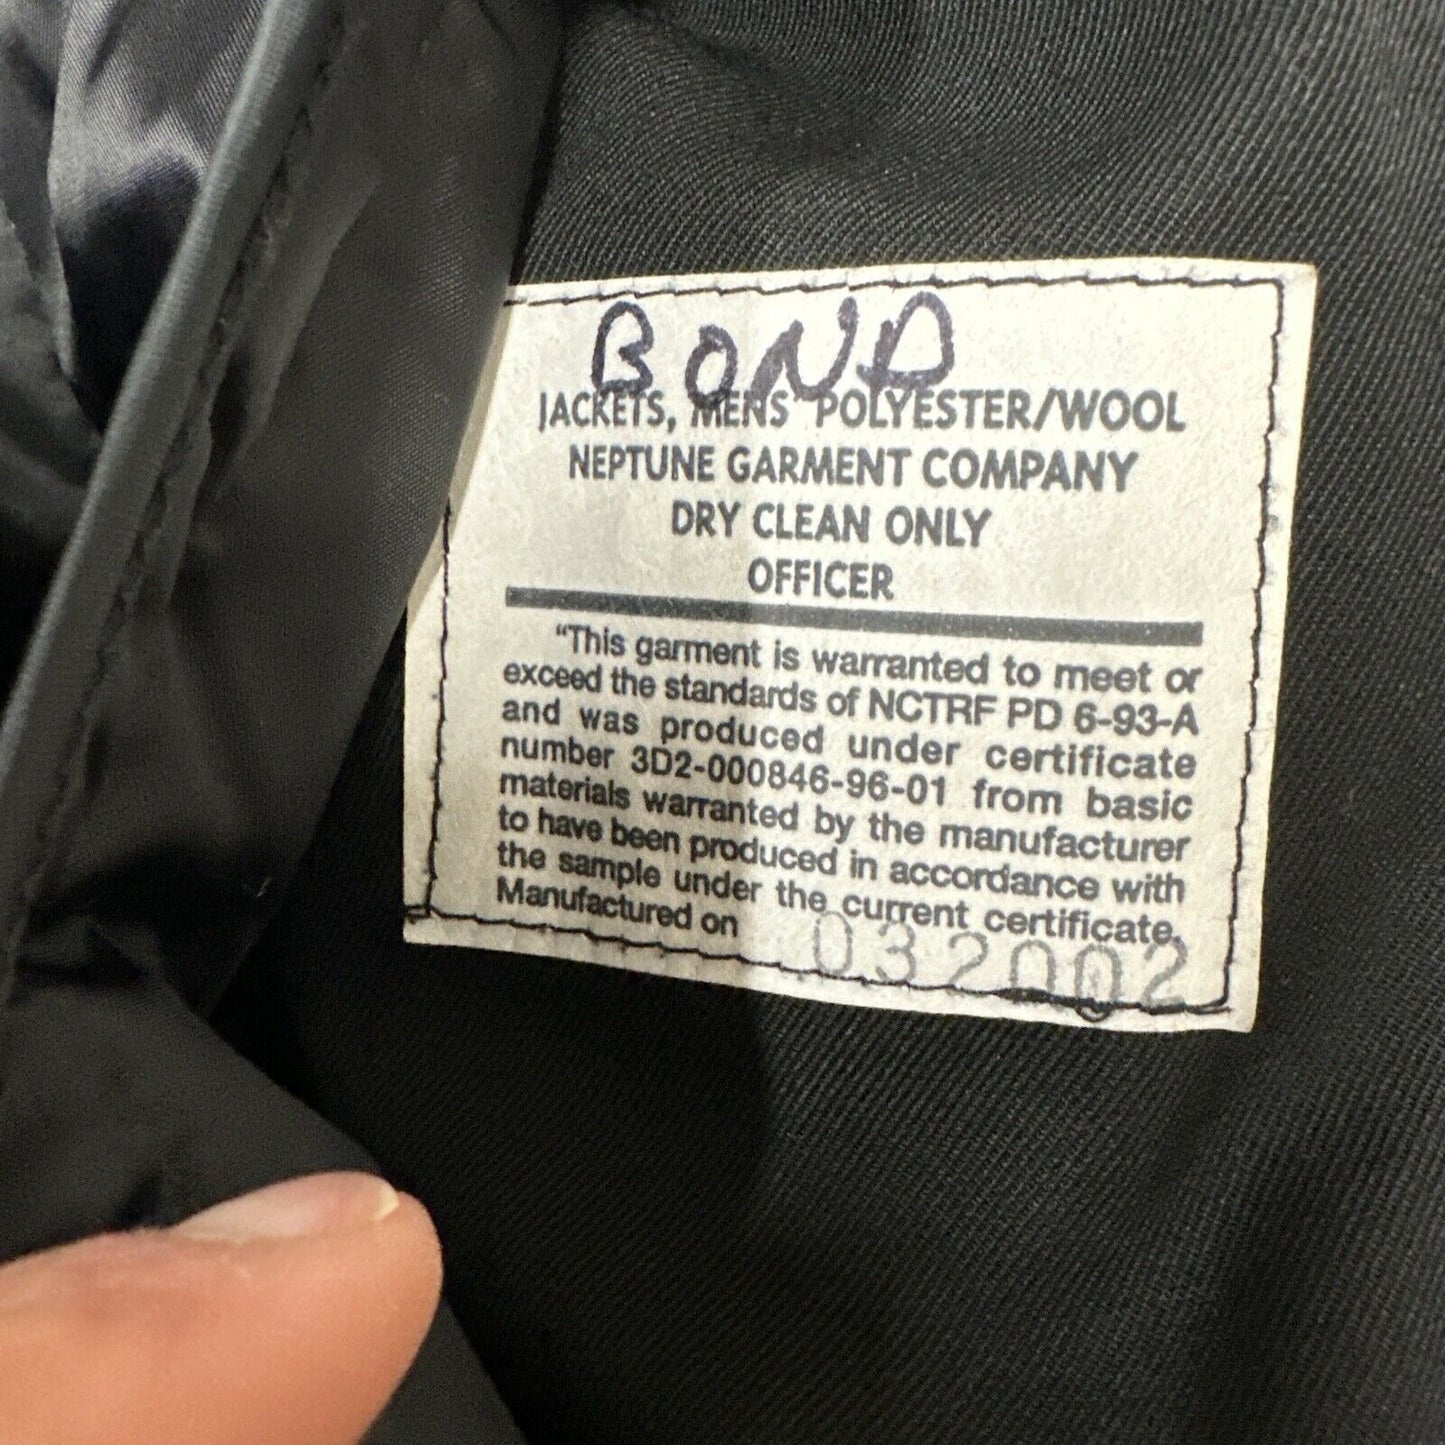 BOND
JACKETS, MENS' POLYESTER/WOOL
NEPTUNE GARMENT COMPANY
DRY CLEAN ONLY
OFFICER
“This garment is warranted to meet or
exceed the standards of NCTRF PD 6-93-A
and was produced under certificate
number 3D2-000846-96-01 from basic
materials warranted by the manufacturer
to have been produced in accordance with
the sample under the current certificate.
Manufactured on 032002